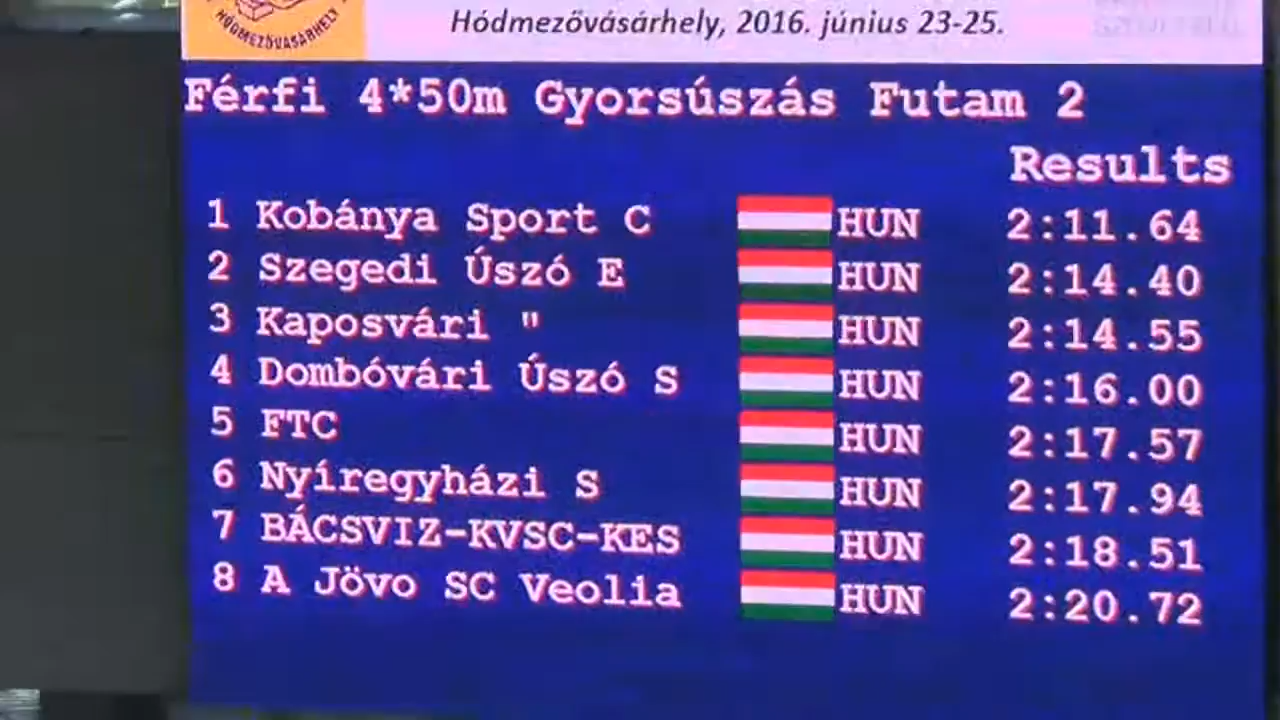 HÓDMEZŐVÁSÁRHELY
Hódmezővásárhely, 2016. június 23-25.
Férfi 4*50m Gyorsúszás Futam 2
Results
1 Kobánya Sport C HUN 2:11.64
2 Szegedi Úszó E HUN 2:14.40
3 Kaposvári " HUN 2:14.55
4 Dombóvári Úszó S HUN 2:16.00
5 FTC HUN 2:17.57
6 Nyíregyházi S HUN 2:17.94
7 BÁCSVIZ-KVSC-KES HUN 2:18.51
8 A Jövo SC Veolia HUN 2:20.72